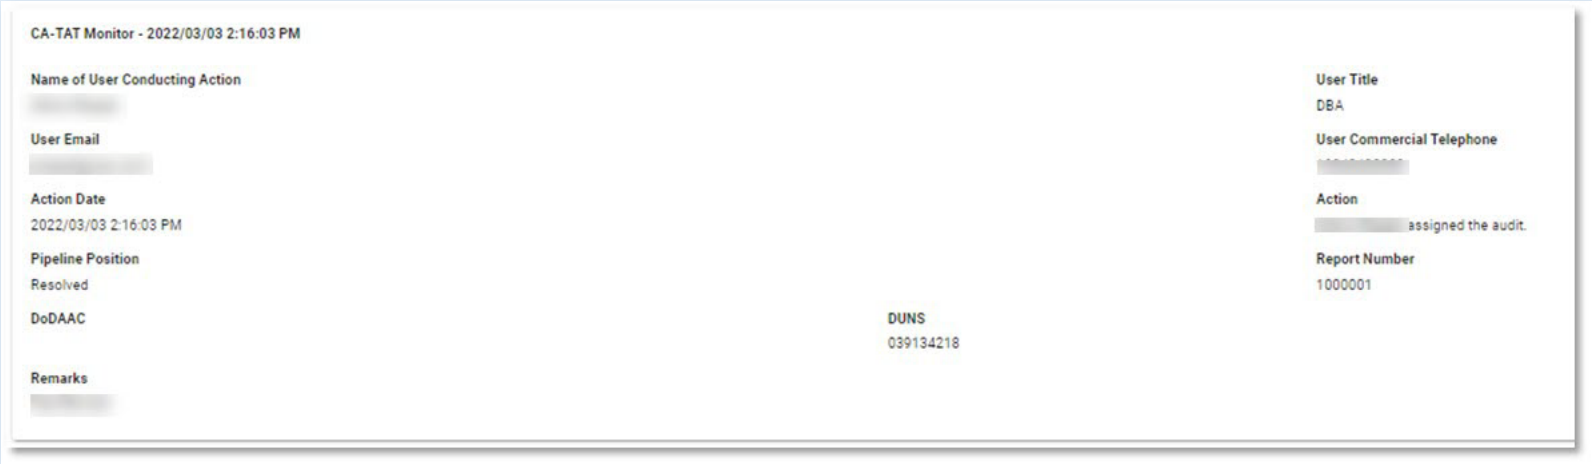 CA-TAT Monitor - 2022/03/03 2:16:03 PM
Name of User Conducting Action
User Title
DBA
User Email
User Commercial Telephone
Action Date
Action
2022/03/03 2:16:03 PM
assigned the audit.
Pipeline Position
Report Number
Resolved
1000001
DoDAAC
DUNS
039134218
Remarks